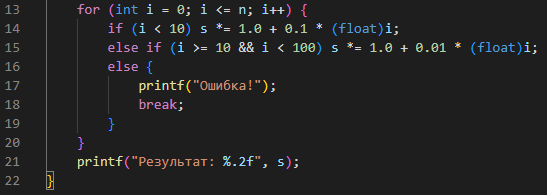 13 for (int i = 0; i <= n; i++) {
14 if (i < 10) s *= 1.0 + 0.1 * (float)i;
15 else if (i >= 10 && i < 100) s *= 1.0 + 0.01 * (float)i;
16 else {
17 printf("Ошибка!");
18 break;
19 }
20 }
21 printf("Результат: %.2f", s);
22 }